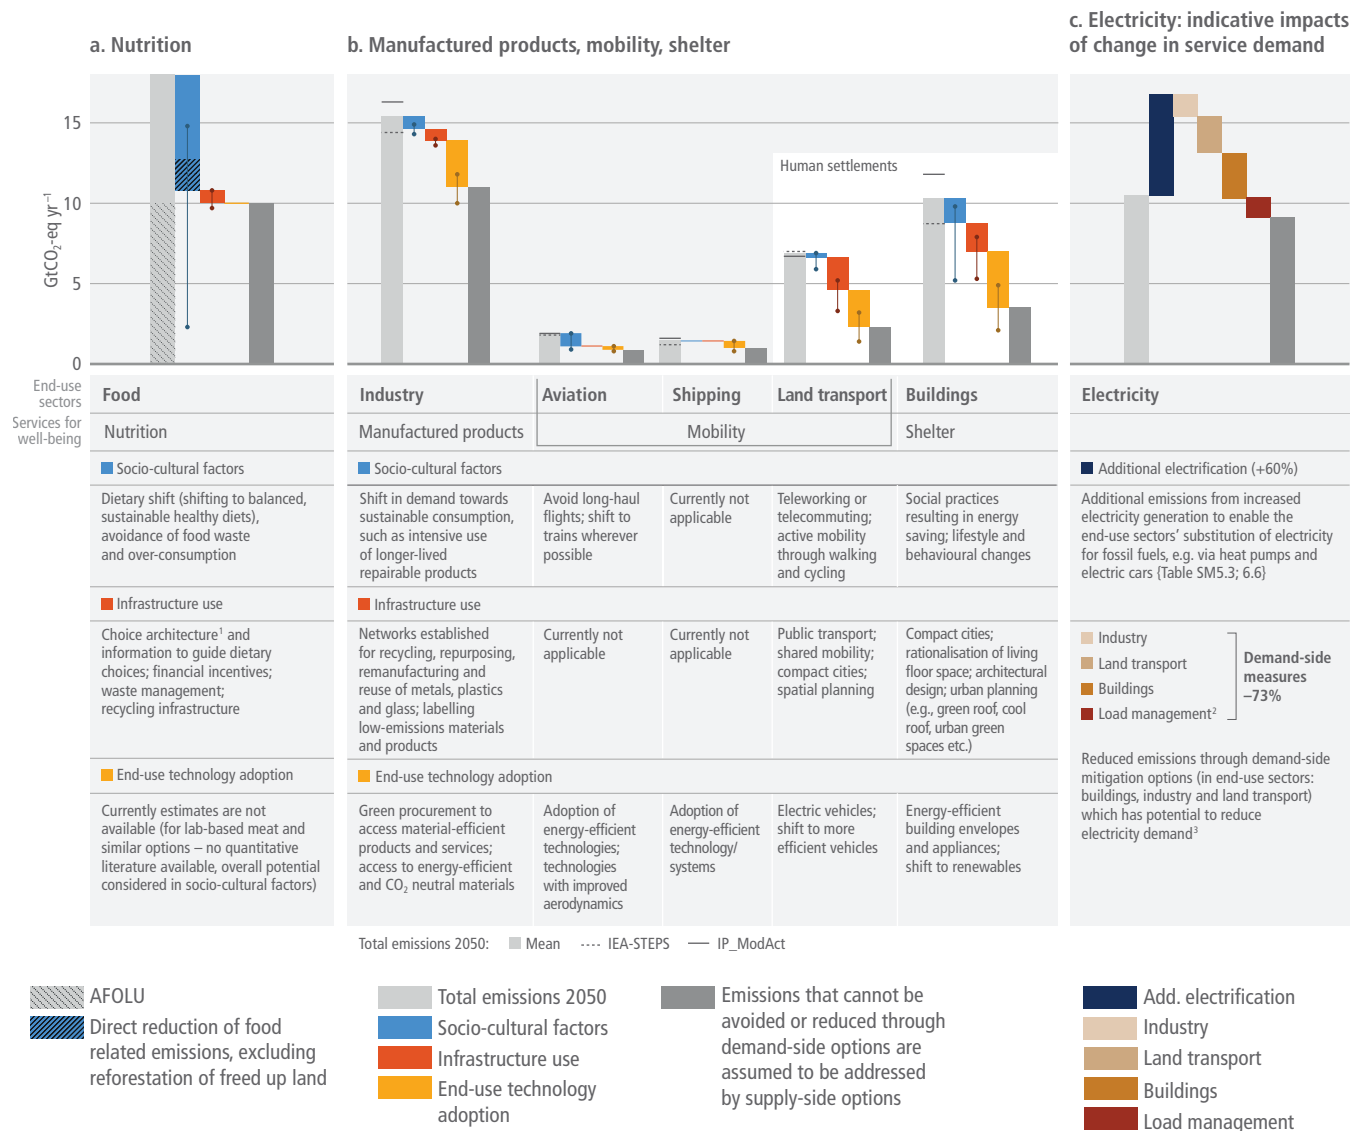 a. Nutrition
b. Manufactured products, mobility, shelter
c. Electricity: indicative impacts
of change in service demand
GtCO₂-eq yr⁻¹
15
10
5
0
Human settlements
End-use
sectors
Food
Industry
Aviation
Shipping
Land transport
Buildings
Electricity
Services for
well-being
Nutrition
Manufactured products
Mobility
Shelter
Socio-cultural factors
Socio-cultural factors
Additional electrification (+60%)
Dietary shift (shifting to balanced,
sustainable healthy diets),
avoidance of food waste
and over-consumption
Shift in demand towards
sustainable consumption,
such as intensive use
of longer-lived
repairable products
Avoid long-haul
flights; shift to
trains wherever
possible
Currently not
applicable
Teleworking or
telecommuting;
active mobility
through walking
and cycling
Social practices
resulting in energy
saving; lifestyle and
behavioural changes
Additional emissions from increased
electricity generation to enable the
end-use sectors' substitution of electricity
for fossil fuels, e.g. via heat pumps and
electric cars {Table SM5.3; 6.6}
Infrastructure use
Infrastructure use
Choice architecture¹ and
information to guide dietary
choices; financial incentives;
waste management;
recycling infrastructure
Networks established
for recycling, repurposing,
remanufacturing and
reuse of metals, plastics
and glass; labelling
low-emissions materials
and products
Currently not
applicable
Currently not
applicable
Public transport;
shared mobility;
compact cities;
spatial planning
Compact cities;
rationalisation of living
floor space; architectural
design; urban planning
(e.g., green roof, cool
roof, urban green
spaces etc.)
Industry
Land transport
Buildings
Load management²
Demand-side
measures
–73%
Reduced emissions through demand-side
mitigation options (in end-use sectors:
buildings, industry and land transport)
which has potential to reduce
electricity demand³
End-use technology adoption
End-use technology adoption
Currently estimates are not
available (for lab-based meat and
similar options – no quantitative
literature available, overall potential
considered in socio-cultural factors)
Green procurement to
access material-efficient
products and services;
access to energy-efficient
and CO₂ neutral materials
Adoption of
energy-efficient
technologies;
technologies
with improved
aerodynamics
Adoption of
energy-efficient
technology/
systems
Electric vehicles;
shift to more
efficient vehicles
Energy-efficient
building envelopes
and appliances;
shift to renewables
Total emissions 2050: Mean IEA-STEPS IP_ModAct
AFOLU
Direct reduction of food
related emissions, excluding
reforestation of freed up land
Total emissions 2050
Socio-cultural factors
Infrastructure use
End-use technology
adoption
Emissions that cannot be
avoided or reduced through
demand-side options are
assumed to be addressed
by supply-side options
Add. electrification
Industry
Land transport
Buildings
Load management